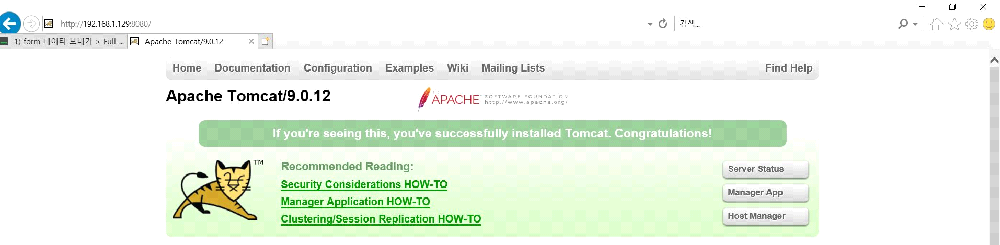 http://192.168.1.129:8080/
검색...
1) form 데이터 보내기 > Full-...
Apache Tomcat/9.0.12
Home Documentation Configuration Examples Wiki Mailing Lists Find Help
Apache Tomcat/9.0.12
THE
APACHE® SOFTWARE FOUNDATION
http://www.apache.org/
If you're seeing this, you've successfully installed Tomcat. Congratulations!
TM
Recommended Reading:
Security Considerations HOW-TO
Manager Application HOW-TO
Clustering/Session Replication HOW-TO
Server Status
Manager App
Host Manager